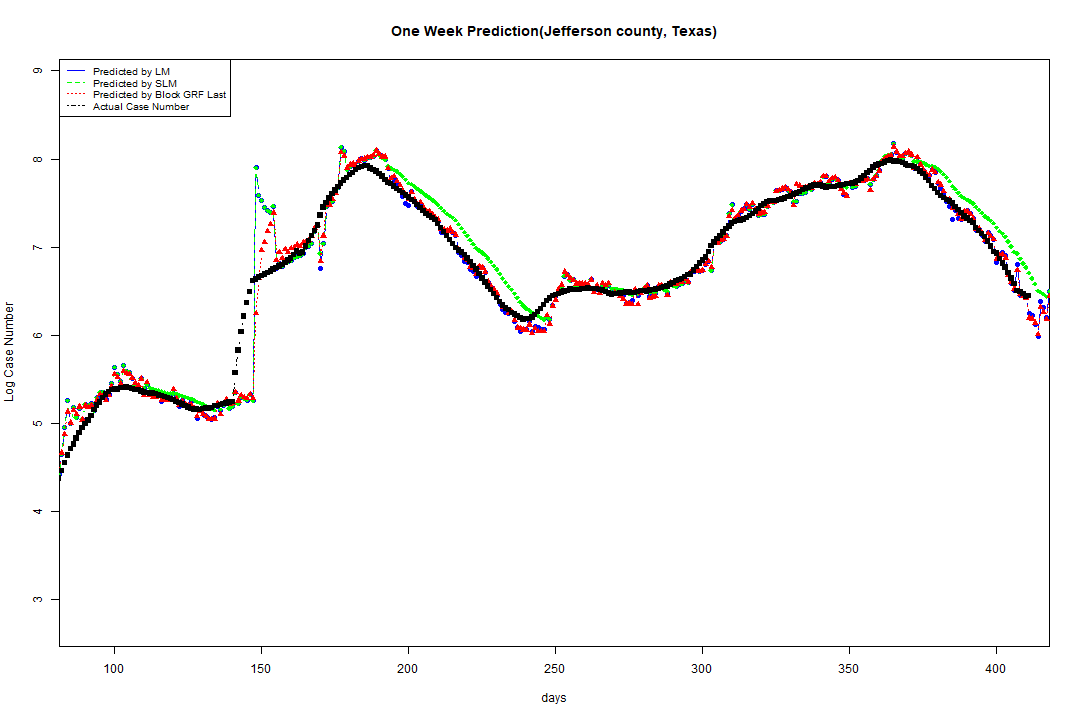 One Week Prediction(Jefferson county, Texas)
Predicted by LM
Predicted by SLM
Predicted by Block GRF Last
Actual Case Number
Log Case Number
9
8
7
6
5
4
3
100 150 200 250 300 350 400
days